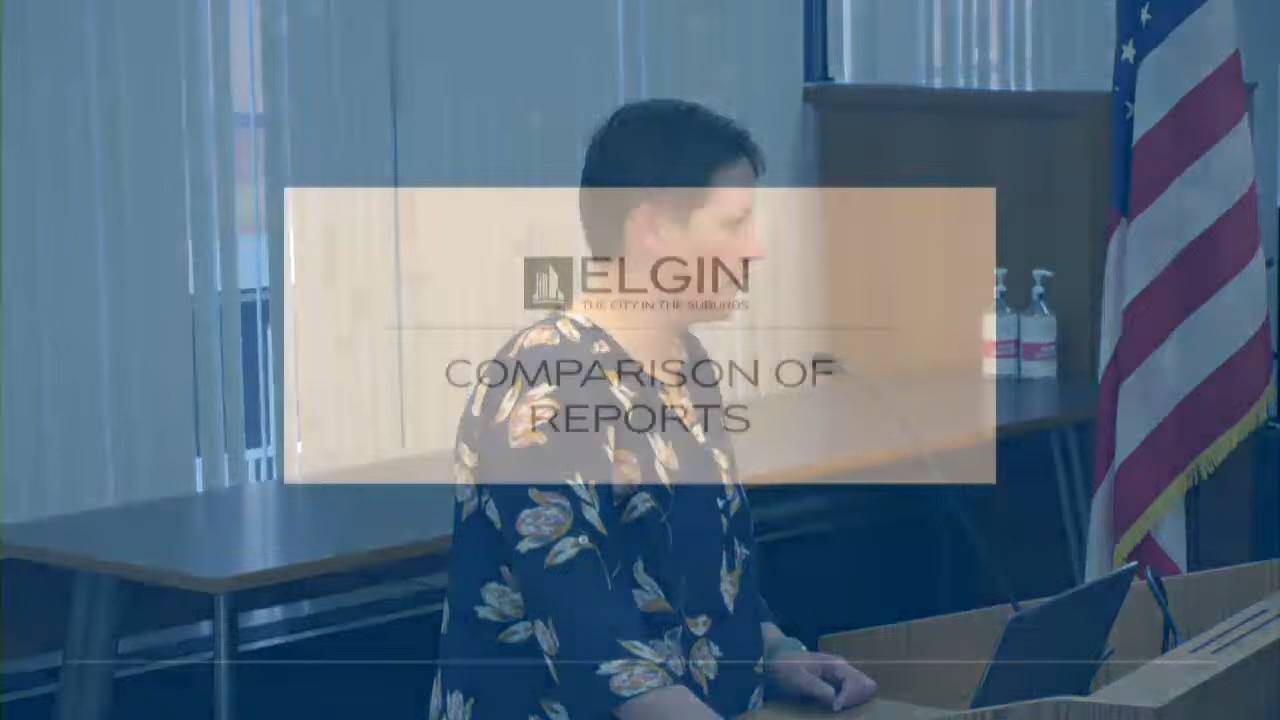 ELGIN
THE CITY IN THE SUBURBS
COMPARISON OF
REPORTS